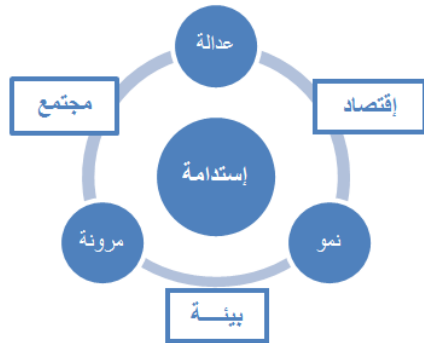 عدالة
إقتصاد
مجتمع
إستدامة
نمو
مرونة
بيئـــة